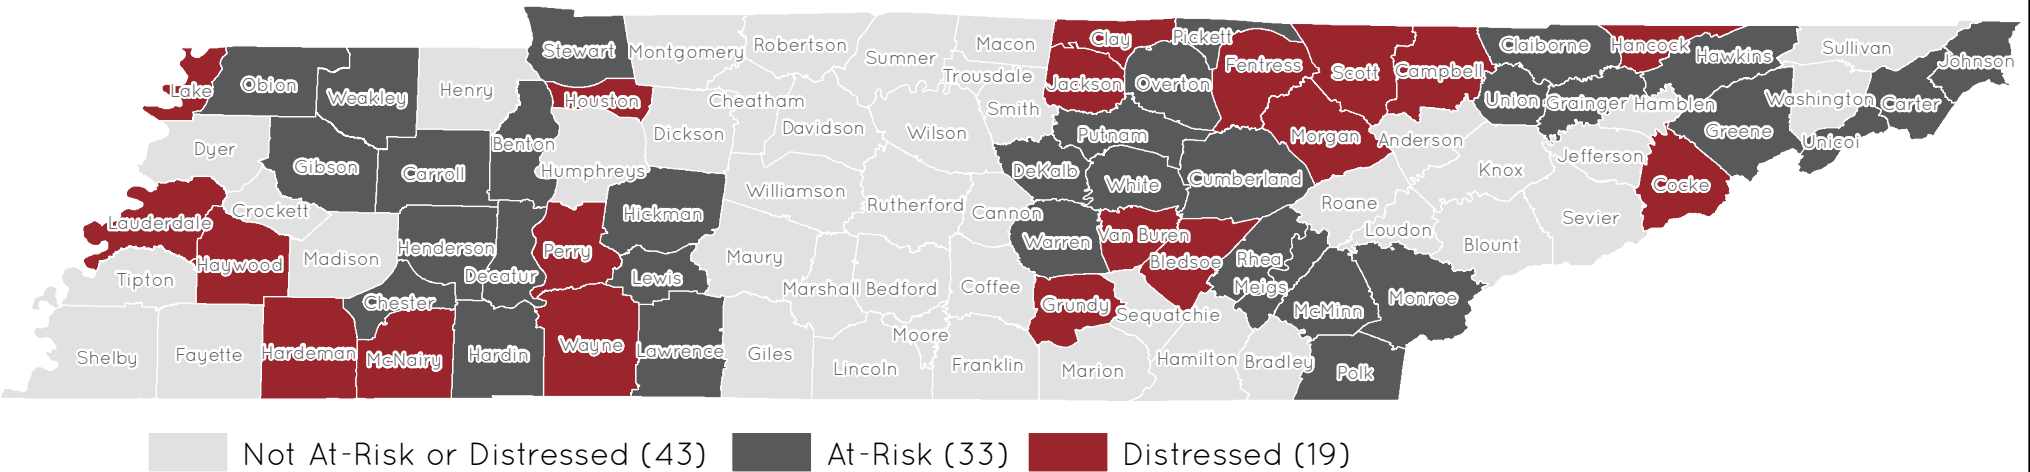 Lake
Obion
Weakley
Henry
Stewart
Montgomery
Robertson
Sumner
Macon
Trousdale
Clay
Pickett
Fentress
Scott
Campbell
Claiborne
Hancock
Hawkins
Sullivan
Johnson
Houston
Cheatham
Smith
Jackson
Overton
Union
Grainger
Hamblen
Washington
Carter
Dyer
Gibson
Carroll
Benton
Humphreys
Dickson
Davidson
Wilson
Putnam
Morgan
Anderson
Knox
Jefferson
Greene
Unicoi
Lauderdale
Crockett
Hickman
Williamson
Rutherford
Cannon
DeKalb
White
Cumberland
Roane
Loudon
Blount
Sevier
Cocke
Tipton
Haywood
Madison
Henderson
Decatur
Perry
Lewis
Maury
Marshall
Bedford
Coffee
Warren
Van Buren
Bledsoe
Rhea
Meigs
McMinn
Monroe
Shelby
Fayette
Hardeman
Chester
McNairy
Hardin
Wayne
Lawrence
Giles
Lincoln
Moore
Franklin
Grundy
Sequatchie
Marion
Hamilton
Bradley
Polk
Not At-Risk or Distressed (43)
At-Risk (33)
Distressed (19)